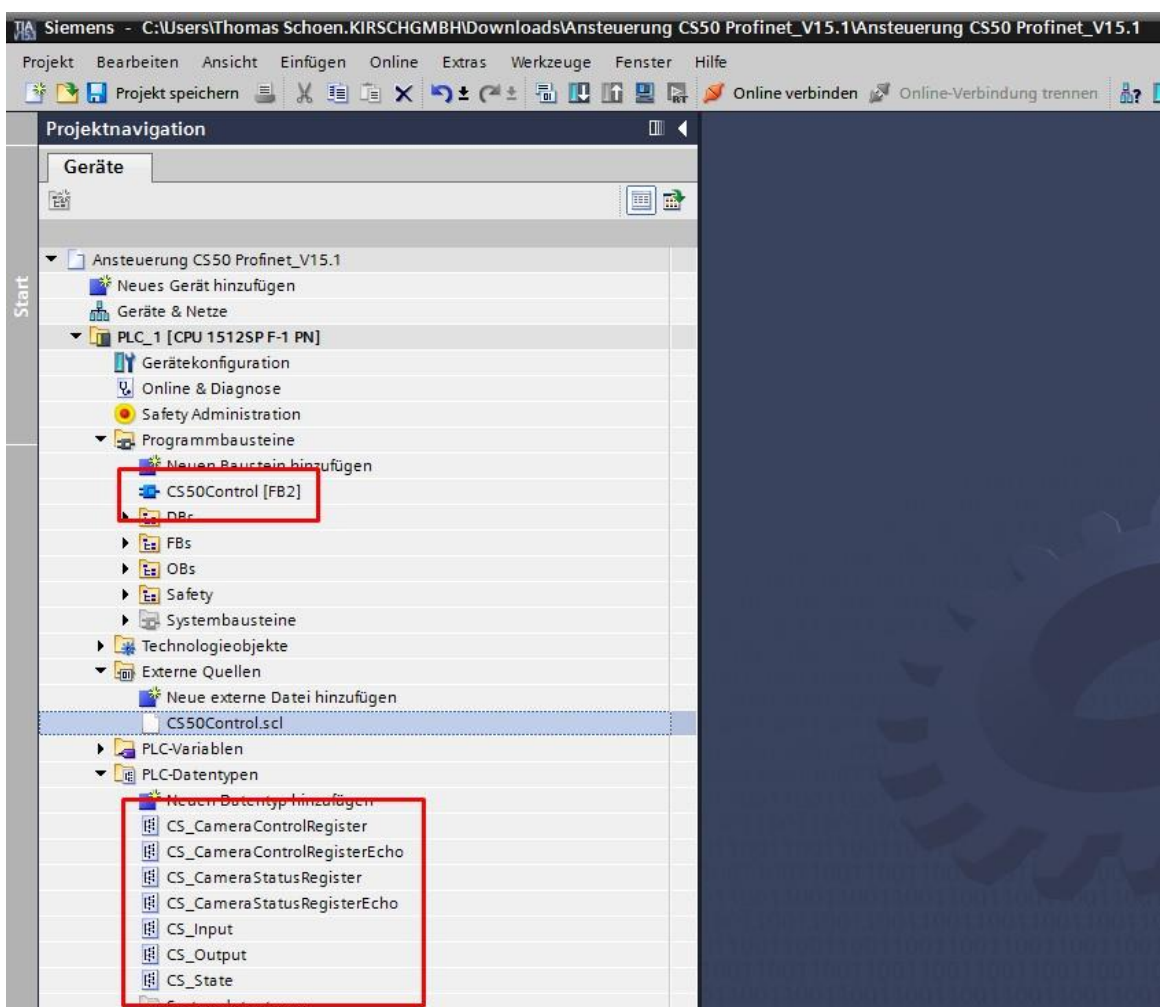 Siemens - C:\Users\Thomas Schoen.KIRSCHGMBH\Downloads\Ansteuerung CS50 Profinet_V15.1\Ansteuerung CS50 Profinet_V15.1
Projekt Bearbeiten Ansicht Einfügen Online Extras Werkzeuge Fenster Hilfe
Projekt speichern Online verbinden Online-Verbindung trennen
Projektnavigation
Geräte
Start
Ansteuerung CS50 Profinet_V15.1
Neues Gerät hinzufügen
Geräte & Netze
PLC_1 [CPU 1512SP F-1 PN]
Gerätekonfiguration
Online & Diagnose
Safety Administration
Programmbausteine
Neuen Baustein hinzufügen
CS50Control [FB2]
DBs
FBs
OBs
Safety
Systembausteine
Technologieobjekte
Externe Quellen
Neue externe Datei hinzufügen
CS50Control.scl
PLC-Variablen
PLC-Datentypen
Neuen Datentyp hinzufügen
CS_CameraControlRegister
CS_CameraControlRegisterEcho
CS_CameraStatusRegister
CS_CameraStatusRegisterEcho
CS_Input
CS_Output
CS_State